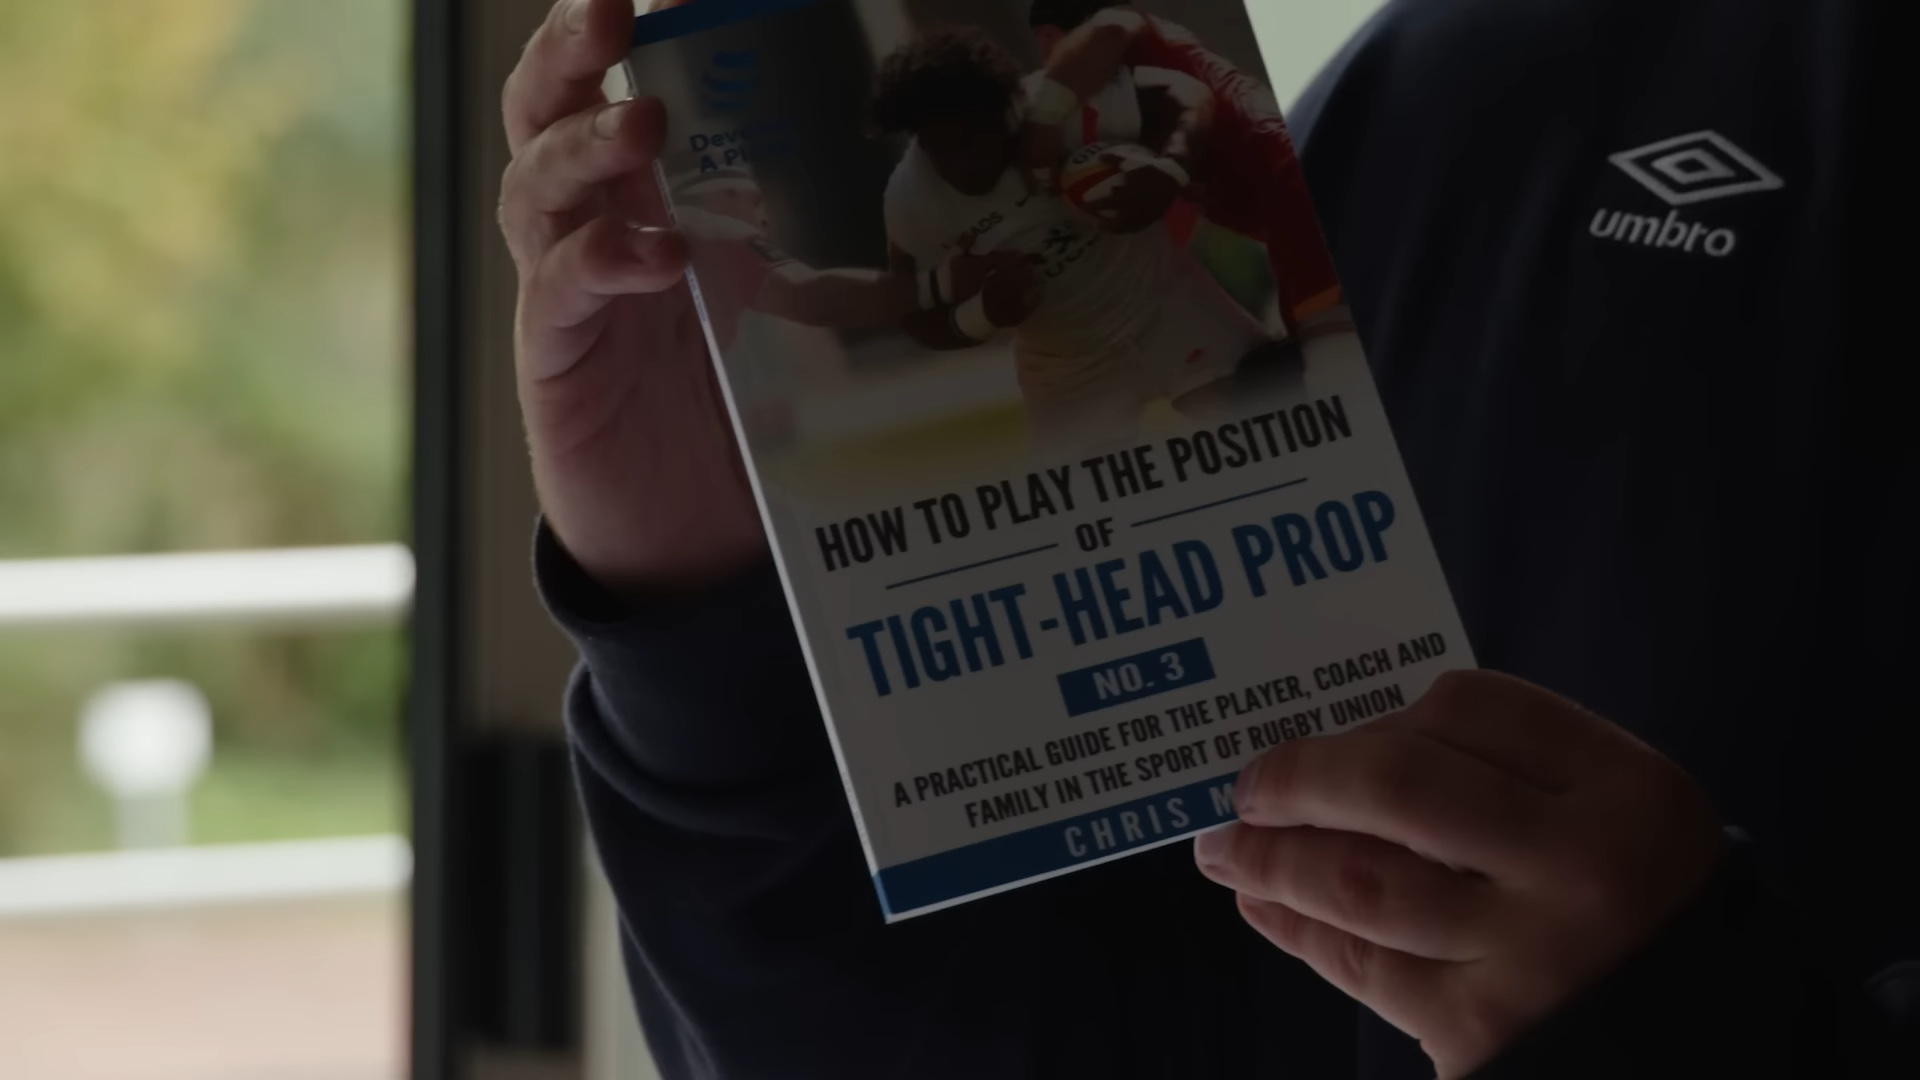 HOW TO PLAY THE POSITION
OF
TIGHT-HEAD PROP
NO. 3
A PRACTICAL GUIDE FOR THE PLAYER, COACH AND
FAMILY IN THE SPORT OF RUGBY UNION
CHRIS
umbro